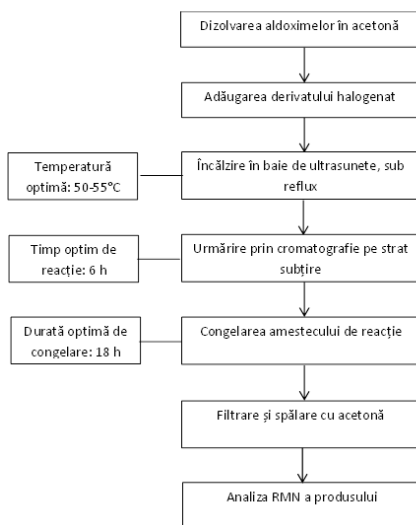 Dizolvarea aldoximelor în acetonă
Adăugarea derivatului halogenat
Temperatură
optimă: 50-55°C
Încălzire în baie de ultrasunete, sub
reflux
Timp optim de
reacție: 6 h
Urmărire prin cromatografie pe strat
subțire
Durată optimă de
congelare: 18 h
Congelarea amestecului de reacție
Filtrare și spălare cu acetonă
Analiza RMN a produsului